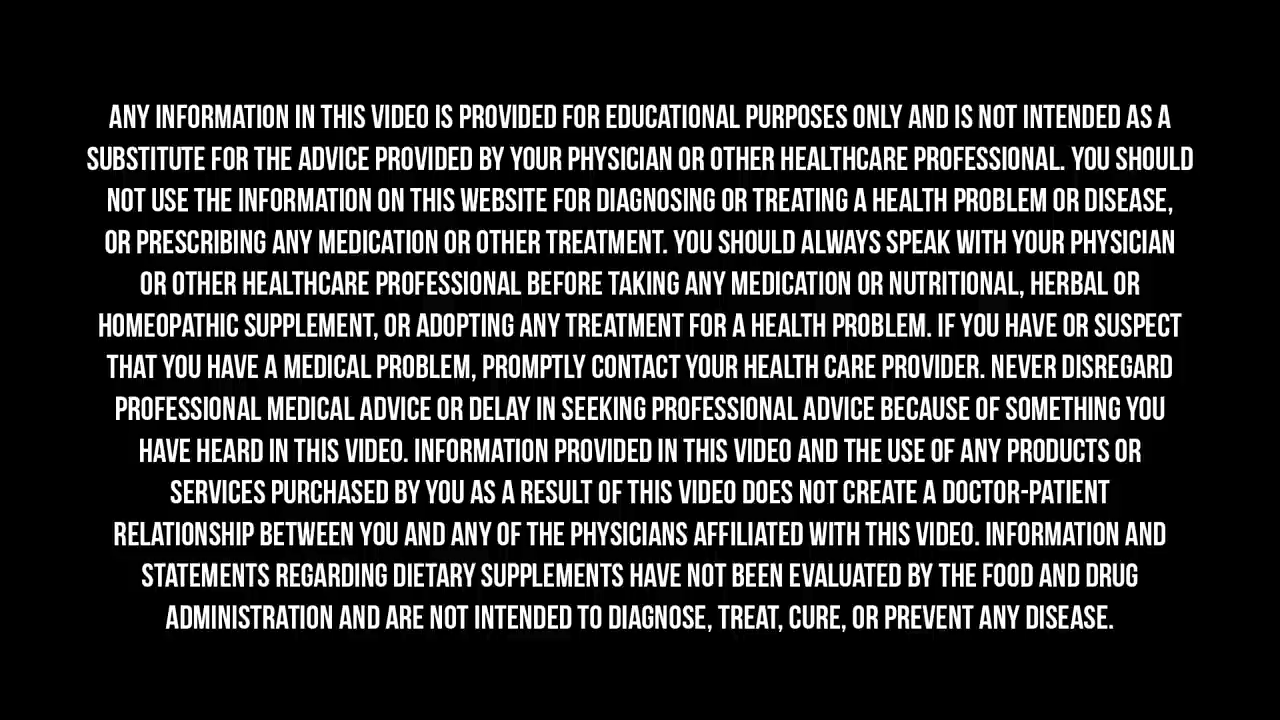 ANY INFORMATION IN THIS VIDEO IS PROVIDED FOR EDUCATIONAL PURPOSES ONLY AND IS NOT INTENDED AS A
SUBSTITUTE FOR THE ADVICE PROVIDED BY YOUR PHYSICIAN OR OTHER HEALTHCARE PROFESSIONAL. YOU SHOULD
NOT USE THE INFORMATION ON THIS WEBSITE FOR DIAGNOSING OR TREATING A HEALTH PROBLEM OR DISEASE,
OR PRESCRIBING ANY MEDICATION OR OTHER TREATMENT. YOU SHOULD ALWAYS SPEAK WITH YOUR PHYSICIAN
OR OTHER HEALTHCARE PROFESSIONAL BEFORE TAKING ANY MEDICATION OR NUTRITIONAL, HERBAL OR
HOMEOPATHIC SUPPLEMENT, OR ADOPTING ANY TREATMENT FOR A HEALTH PROBLEM. IF YOU HAVE OR SUSPECT
THAT YOU HAVE A MEDICAL PROBLEM, PROMPTLY CONTACT YOUR HEALTH CARE PROVIDER. NEVER DISREGARD
PROFESSIONAL MEDICAL ADVICE OR DELAY IN SEEKING PROFESSIONAL ADVICE BECAUSE OF SOMETHING YOU
HAVE HEARD IN THIS VIDEO. INFORMATION PROVIDED IN THIS VIDEO AND THE USE OF ANY PRODUCTS OR
SERVICES PURCHASED BY YOU AS A RESULT OF THIS VIDEO DOES NOT CREATE A DOCTOR-PATIENT
RELATIONSHIP BETWEEN YOU AND ANY OF THE PHYSICIANS AFFILIATED WITH THIS VIDEO. INFORMATION AND
STATEMENTS REGARDING DIETARY SUPPLEMENTS HAVE NOT BEEN EVALUATED BY THE FOOD AND DRUG
ADMINISTRATION AND ARE NOT INTENDED TO DIAGNOSE, TREAT, CURE, OR PREVENT ANY DISEASE.